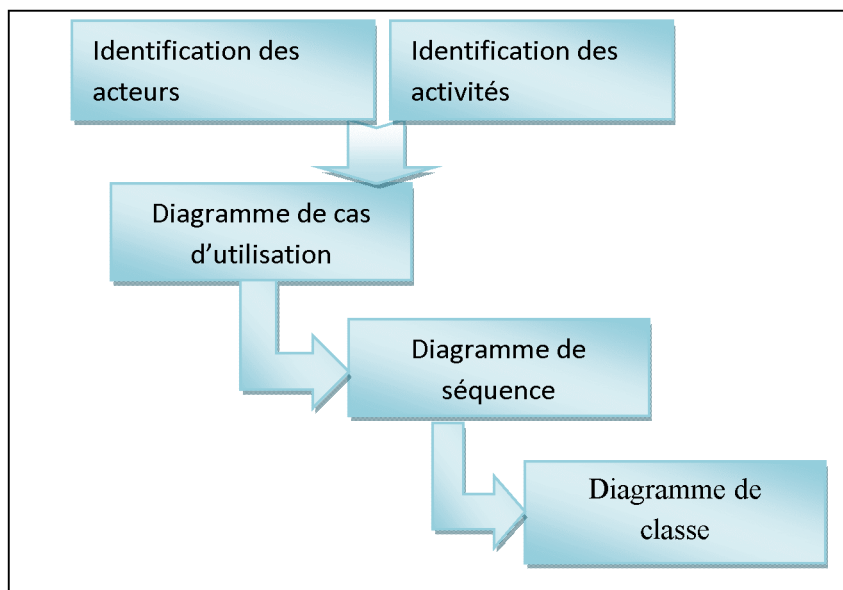 Identification des
acteurs
Identification des
activités
Diagramme de cas
d’utilisation
Diagramme de
séquence
Diagramme de
classe